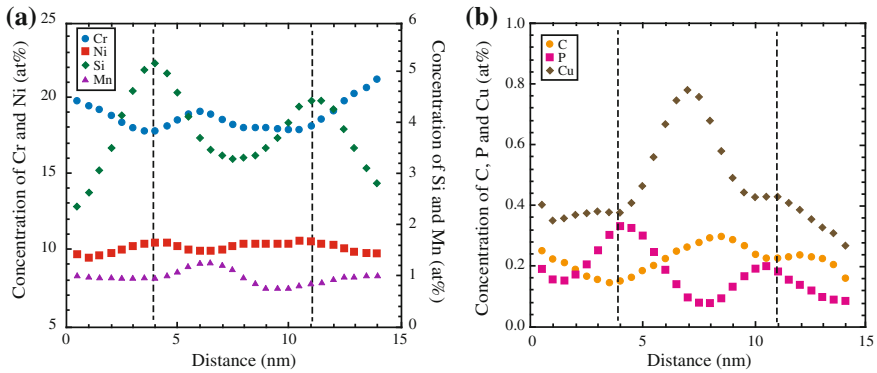 (a)
25
20
15
10
5
Concentration of Cr and Ni (at%)
Cr
Ni
Si
Mn
6
5
4
3
2
1
0
Concentration of Si and Mn (at%)
0
5
10
15
Distance (nm)
(b)
1.0
0.8
0.6
0.4
0.2
0.0
Concentration of C, P and Cu (at%)
C
P
Cu
0
5
10
15
Distance (nm)